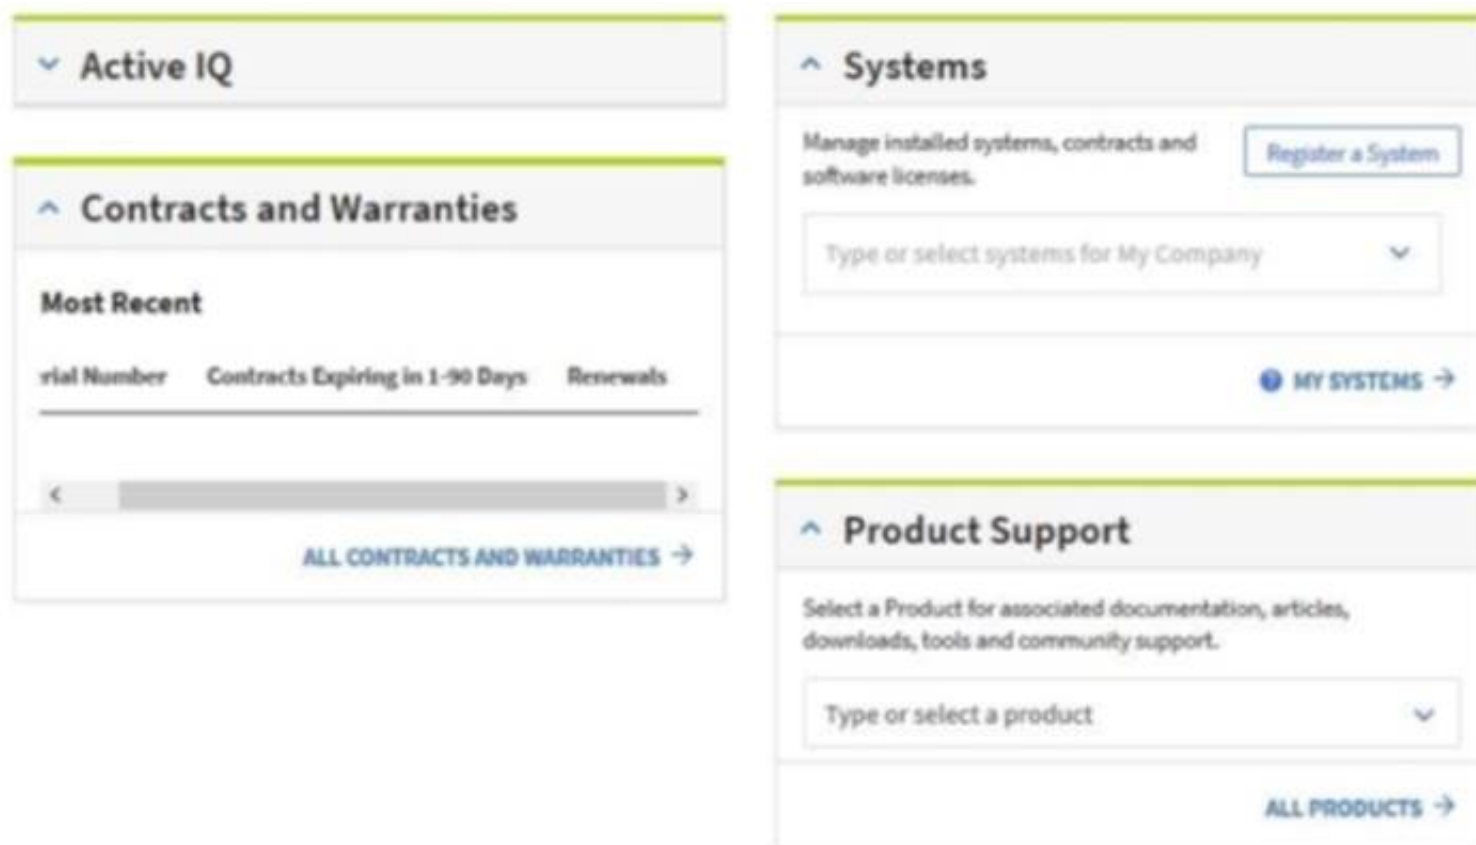 Active IQ
Contracts and Warranties
Most Recent
rial Number Contracts Expiring in 1-90 Days Renewals
ALL CONTRACTS AND WARRANTIES
Systems
Manage installed systems, contracts and
software licenses.
Register a System
Type or select systems for My Company
MY SYSTEMS
Product Support
Select a Product for associated documentation, articles,
downloads, tools and community support.
Type or select a product
ALL PRODUCTS